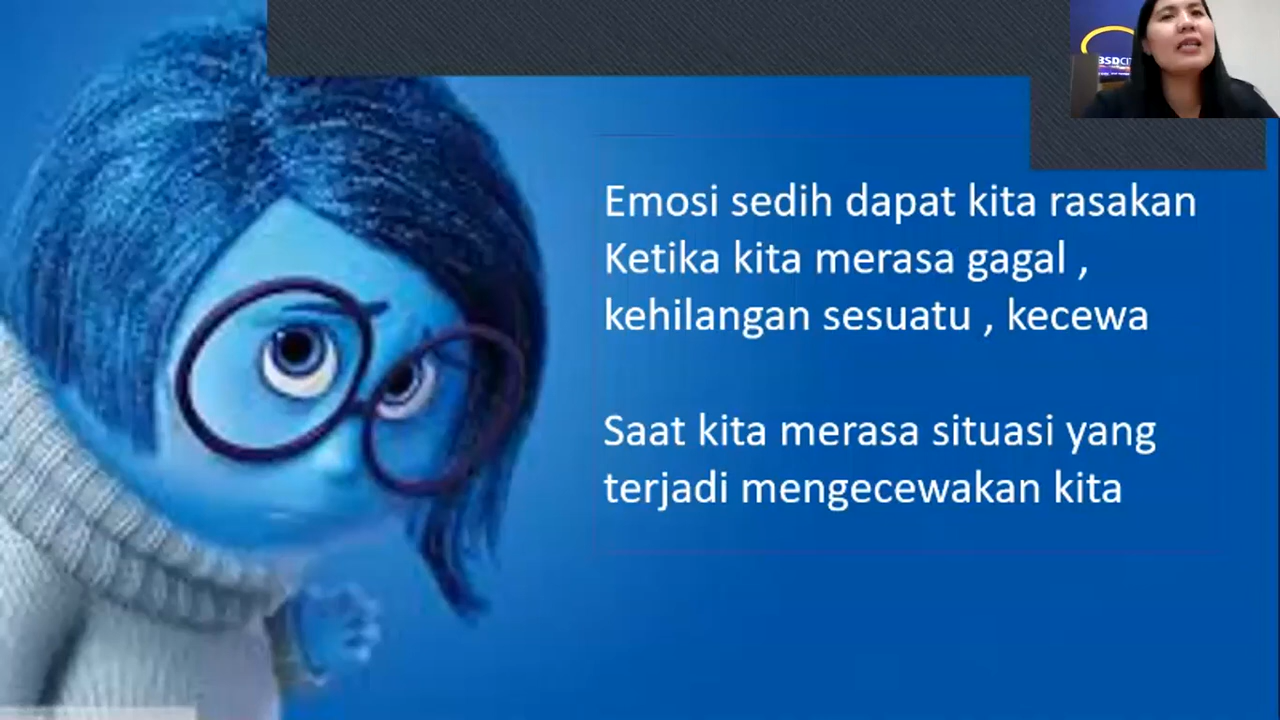 BSDCI
Emosi sedih dapat kita rasakan
Ketika kita merasa gagal ,
kehilangan sesuatu , kecewa
Saat kita merasa situasi yang
terjadi mengecewakan kita